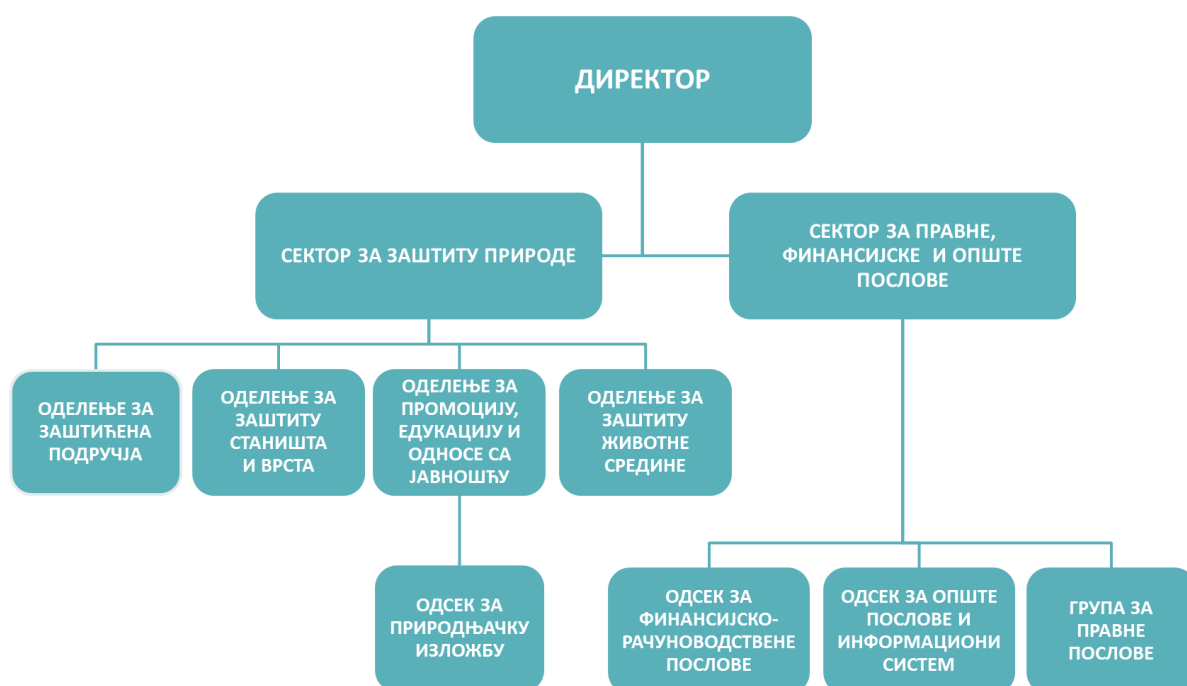 ДИРЕКТОР
СЕКТОР ЗА ЗАШТИТУ ПРИРОДЕ
СЕКТОР ЗА ПРАВНЕ,
ФИНАНСИЈСКЕ И ОПШТЕ
ПОСЛОВЕ
ОДЕЛЕЊЕ ЗА
ЗАШТИЋЕНА
ПОДРУЧЈА
ОДЕЛЕЊЕ ЗА
ЗАШТИТУ
СТАНИШТА
И ВРСТА
ОДЕЛЕЊЕ ЗА
ПРОМОЦИЈУ,
ЕДУКАЦИЈУ И
ОДНОСЕ СА
ЈАВНОШЋУ
ОДЕЛЕЊЕ ЗА
ЗАШТИТУ
ЖИВОТНЕ
СРЕДИНЕ
ОДСЕК ЗА
ПРИРОДЊАЧКУ
ИЗЛОЖБУ
ОДСЕК ЗА
ФИНАНСИЈСКО-
РАЧУНОВОДСТВЕНЕ
ПОСЛОВЕ
ОДСЕК ЗА ОПШТЕ
ПОСЛОВЕ И
ИНФОРМАЦИОНИ
СИСТЕМ
ГРУПА ЗА
ПРАВНЕ
ПОСЛОВЕ